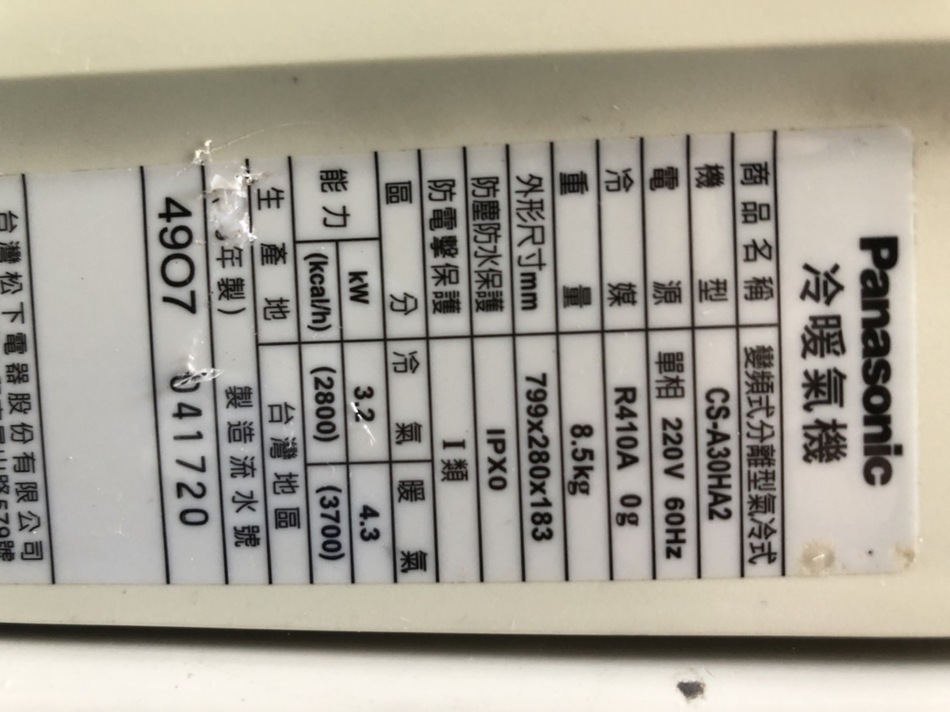 Panasonic
冷暖氣機
商品名稱 變頻式分離型氣冷式
機型 CS-A30HA2
電源 單相 220V 60Hz
冷媒 R410A 0g
重量 8.5kg
外形尺寸mm 799x280x183
防塵防水保護 IPX0
防電擊保護 I 類
區分 冷氣 暖氣
能力 kW 3.2 4.3
(kcal/h) (2800) (3700)
生產地 台灣地區
年製) 製造流水號
4907 041720
台灣松下電器股份有限公司